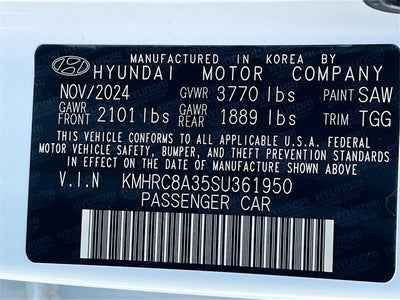 MANUFACTURED IN KOREA BY
HYUNDAI MOTOR COMPANY
NOV/2024 GVWR 3770 lbs PAINT SAW
GAWR FRONT 2101 lbs GAWR REAR 1889 lbs TRIM TGG
THIS VEHICLE CONFORMS TO ALL APPLICABLE U.S.A. FEDERAL
MOTOR VEHICLE SAFETY, BUMPER, AND THEFT PREVENTION STANDARDS
IN EFFECT ON THE DATE OF MANUFACTURE SHOWN ABOVE
V.I.N KMHRC8A35SU361950
PASSENGER CAR